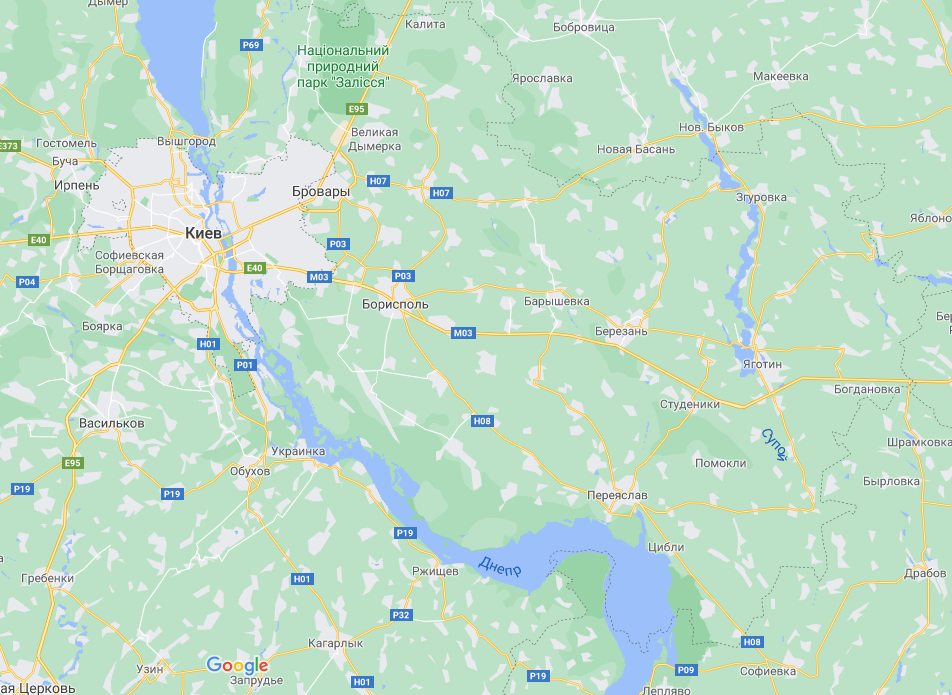 Дымер
Калита
Бобровица
P69
Національний
природний
парк "Залісся"
Ярославка
Макеевка
E95
Нов. Быков
E373
Гостомель
Вышгород
Великая
Дымерка
Новая Басань
Буча
Ирпень
H07
H07
Бровары
Згуровка
Яблоно
Киев
E40
P03
Софиевская
Борщаговка
E40
M03
P03
P04
Борисполь
Барышевка
Бер
Боярка
M03
Березань
H01
P01
Яготин
Богдановка
Студеники
Васильков
H08
Супой
Шрамковка
Украинка
E95
Обухов
Помокли
P19
P19
Бырловка
Переяслав
P19
Цибли
Днепр
Ржищев
Гребенки
H01
Драбов
P32
Кагарлык
H08
Узин
Google
Запрудье
H01
P19
P09
Софиевка
ая Церковь
Лепляво